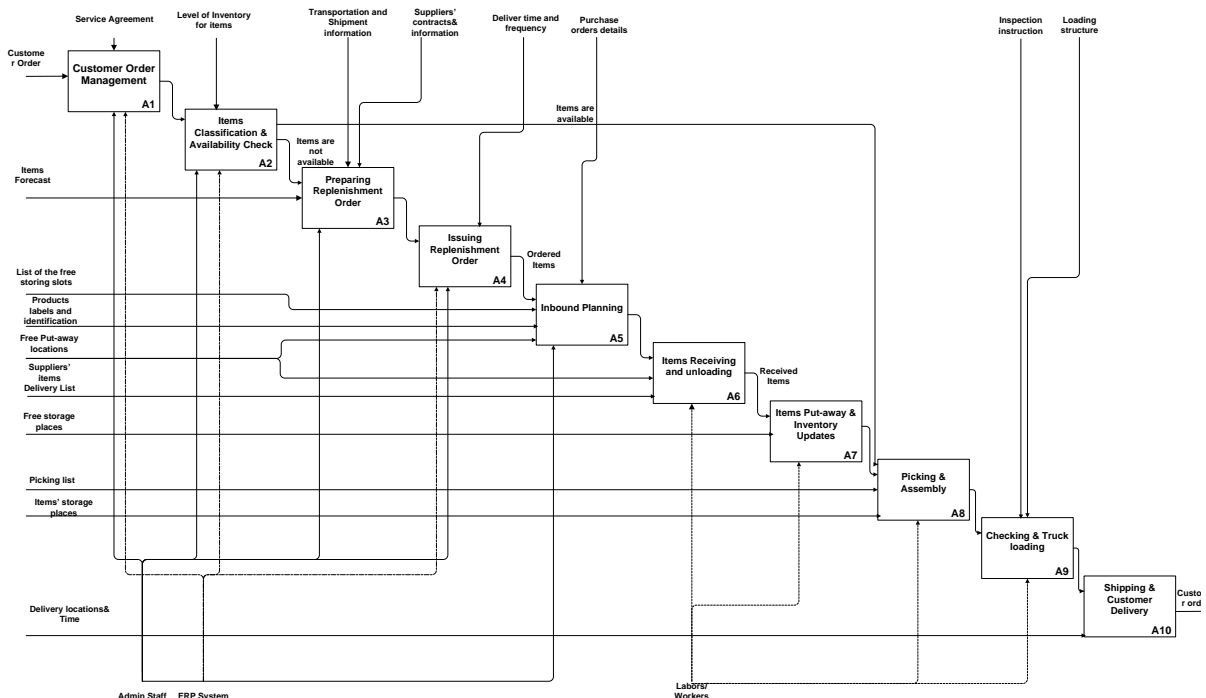 Service Agreement
Level of Inventory
for items
Transportation and
Shipment
information
Suppliers'
contracts&
information
Deliver time and
frequency
Purchase
orders details
Inspection
instruction
Loading
structure
Custome
r Order
Customer Order
Management
A1
Items are
available
Items
Classification &
Availability Check
A2
Items are
not
available
Items
Forecast
Preparing
Replenishment
Order
A3
Issuing
Replenishment
Order
A4
Ordered
Items
List of the free
storing slots
Products
labels and
identification
Inbound Planning
A5
Free Put-away
locations
Suppliers'
items
Delivery List
Items Receiving
and unloading
A6
Received
Items
Free storage
places
Items Put-away &
Inventory
Updates
A7
Picking list
Items' storage
places
Picking &
Assembly
A8
Checking & Truck
loading
A9
Delivery locations&
Time
Shipping &
Customer
Delivery
A10
Custo
r ord
Admin Staff
ERP System
Labors/
Workers